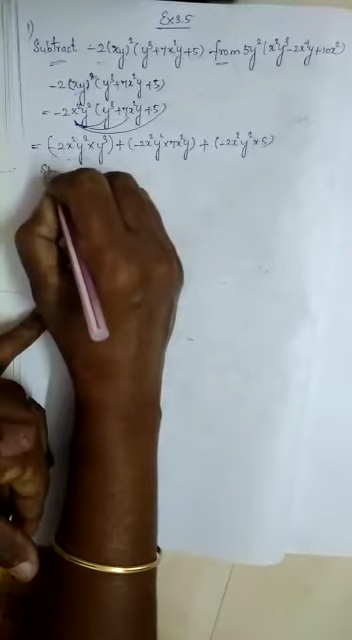 Ex 3.5
1) Subtract -2(xy)²(y³+7x²y+5) from 5y²(x²y³-2x⁴y+10x²)
-2(xy)²(y³+7x²y+5)
= -2x²y²(y³+7x²y+5)
= (-2x²y²×y³)+(-2x²y²×7x²y)+(-2x²y²×5)